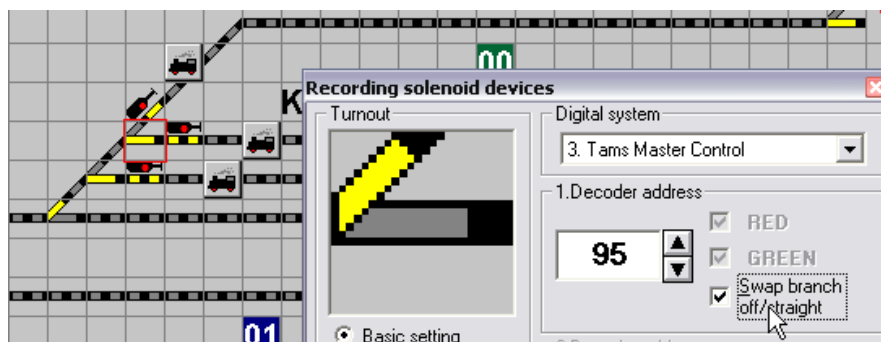 00
K
Recording solenoid devices
Turnout
Digital system
3. Tams Master Control
1.Decoder address
RED
95
GREEN
Swap branch
off/straight
01
Basic setting